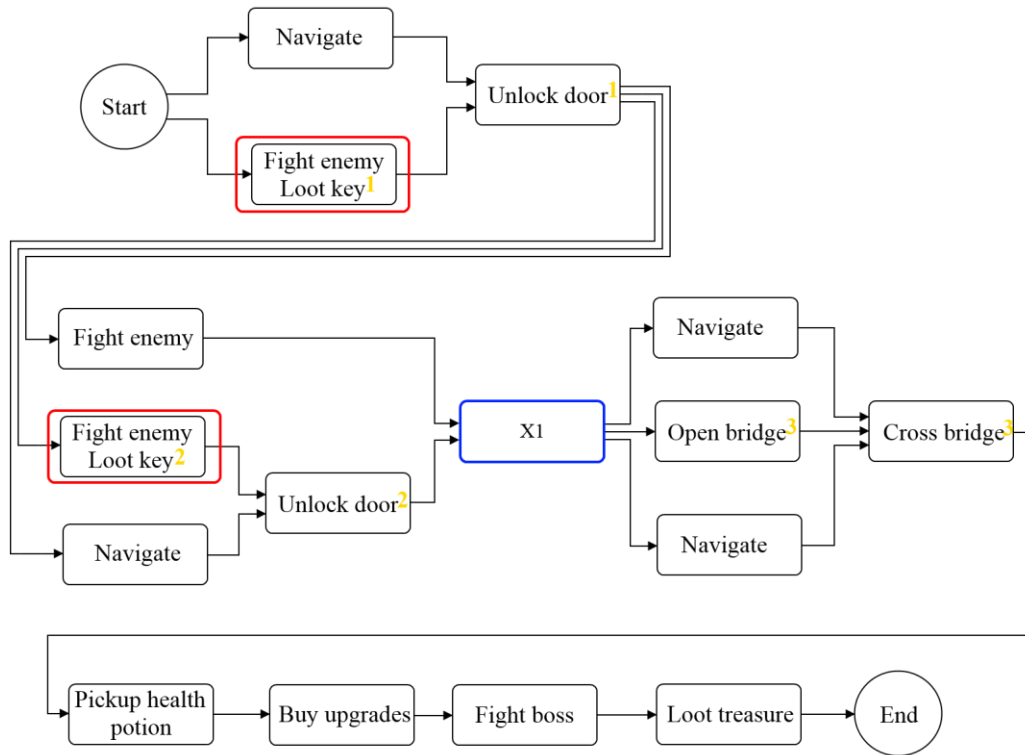 Navigate
Start
Unlock door1
Fight enemy
Loot key1
Fight enemy
Navigate
Fight enemy
Loot key2
X1
Open bridge3
Cross bridge3
Unlock door2
Navigate
Navigate
Pickup health
potion
Buy upgrades
Fight boss
Loot treasure
End